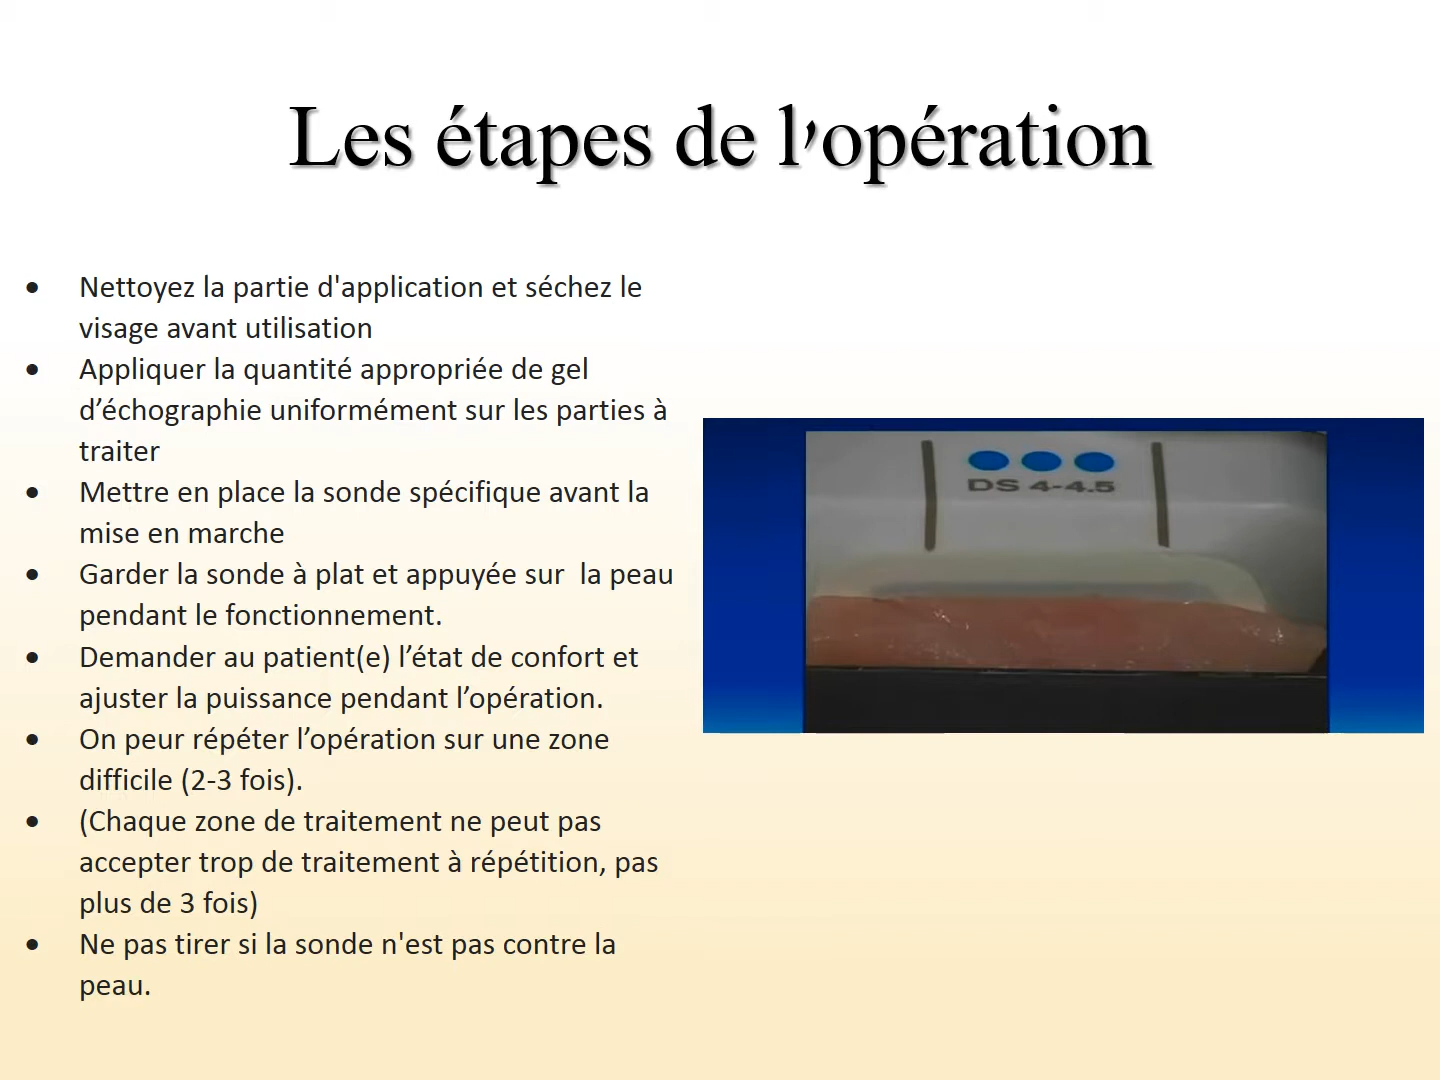 Les étapes de l’opération
• Nettoyez la partie d'application et séchez le
visage avant utilisation
• Appliquer la quantité appropriée de gel
d’échographie uniformément sur les parties à
traiter
• Mettre en place la sonde spécifique avant la
mise en marche
• Garder la sonde à plat et appuyée sur  la peau
pendant le fonctionnement.
• Demander au patient(e) l’état de confort et
ajuster la puissance pendant l’opération.
• On peur répéter l’opération sur une zone
difficile (2-3 fois).
• (Chaque zone de traitement ne peut pas
accepter trop de traitement à répétition, pas
plus de 3 fois)
• Ne pas tirer si la sonde n'est pas contre la
peau.
DS 4-4.5